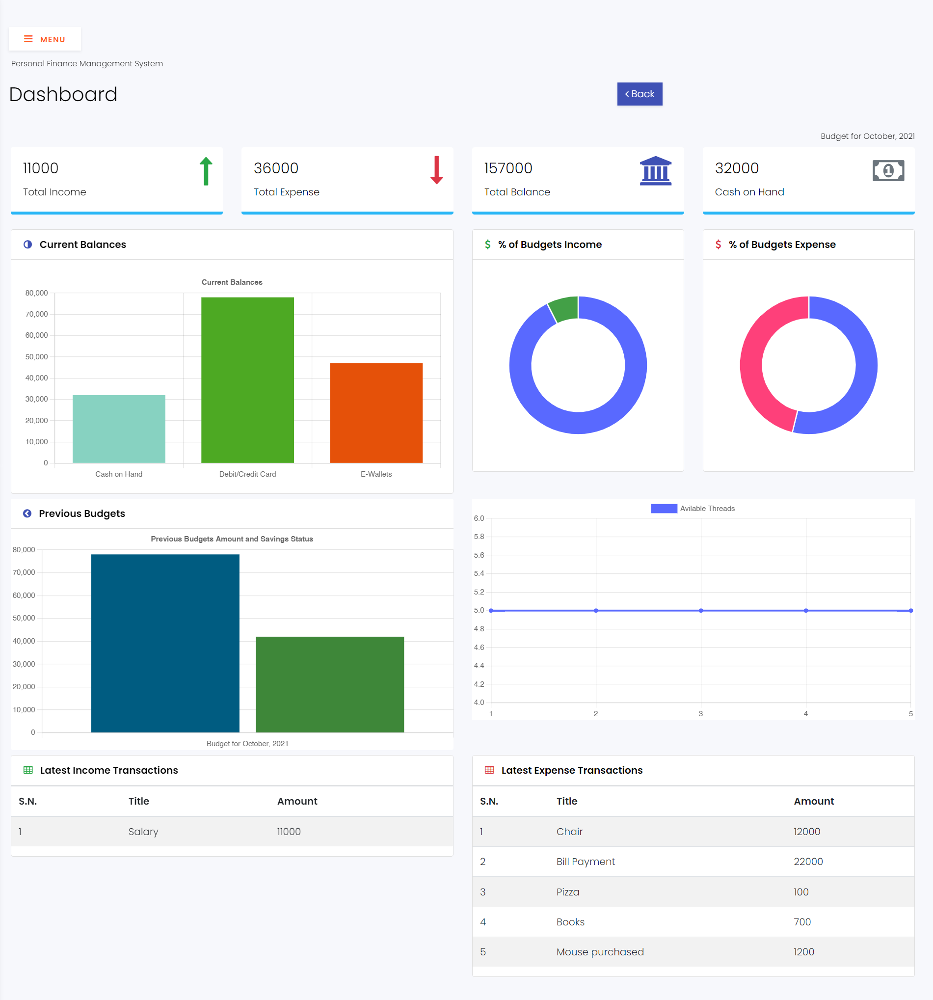 MENU
Personal Finance Management System
Dashboard
Back
Budget for October, 2021
11000
Total Income
36000
Total Expense
157000
Total Balance
32000
Cash on Hand
Current Balances
Current Balances
80,000
70,000
60,000
50,000
40,000
30,000
20,000
10,000
0
Cash on Hand Debit/Credit Card E-Wallets
% of Budgets Income
% of Budgets Expense
Previous Budgets
Previous Budgets Amount and Savings Status
80,000
70,000
60,000
50,000
40,000
30,000
20,000
10,000
0
Budget for October, 2021
Avilable Threads
6.0
5.8
5.6
5.4
5.2
5.0
4.8
4.6
4.4
4.2
4.0
1 2 3 4 5
Latest Income Transactions
S.N. Title Amount
1 Salary 11000
Latest Expense Transactions
S.N. Title Amount
1 Chair 12000
2 Bill Payment 22000
3 Pizza 100
4 Books 700
5 Mouse purchased 1200